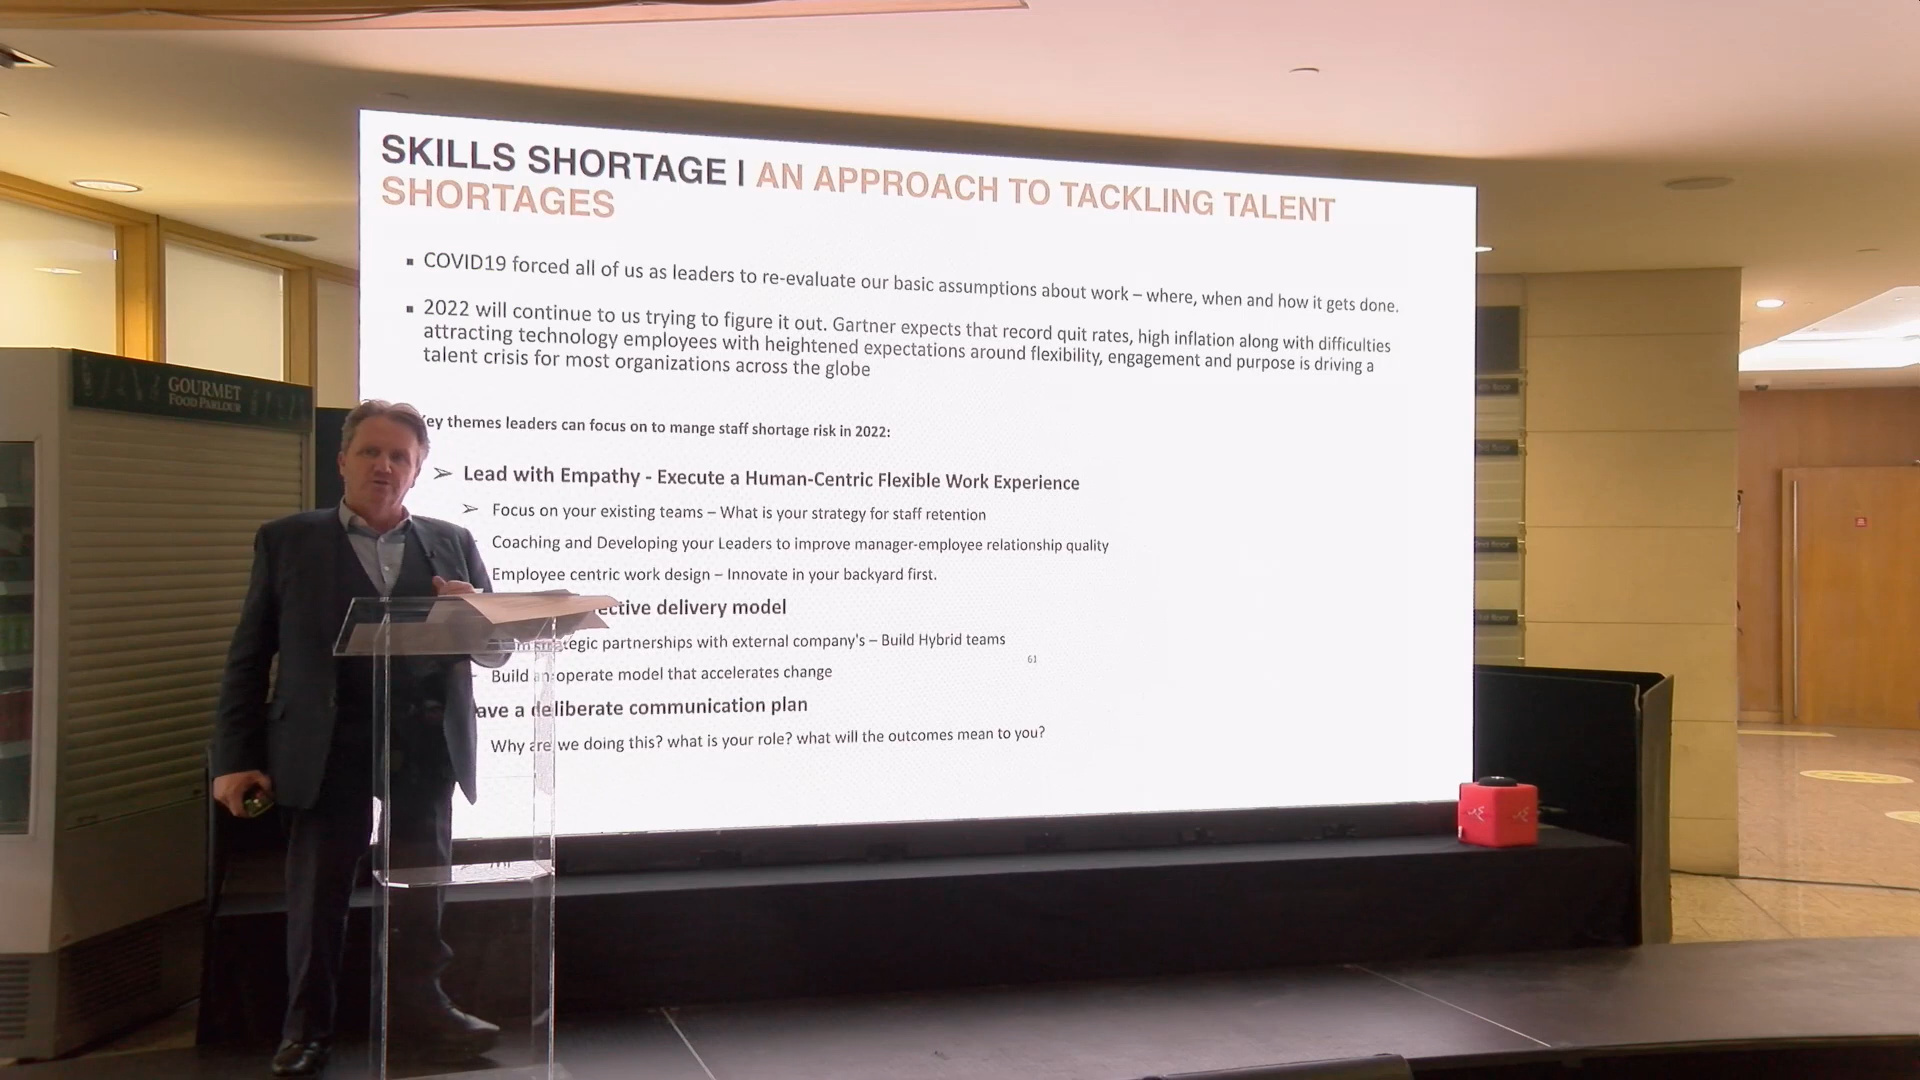 SKILLS SHORTAGE | AN APPROACH TO TACKLING TALENT
SHORTAGES
▪ COVID19 forced all of us as leaders to re-evaluate our basic assumptions about work – where, when and how it gets done.
▪ 2022 will continue to us trying to figure it out. Gartner expects that record quit rates, high inflation along with difficulties
attracting technology employees with heightened expectations around flexibility, engagement and purpose is driving a
talent crisis for most organizations across the globe
ey themes leaders can focus on to mange staff shortage risk in 2022:
➢ Lead with Empathy - Execute a Human-Centric Flexible Work Experience
➢ Focus on your existing teams – What is your strategy for staff retention
Coaching and Developing your Leaders to improve manager-employee relationship quality
Employee centric work design – Innovate in your backyard first.
ective delivery model
tegic partnerships with external company's – Build Hybrid teams
61
Build an operate model that accelerates change
ave a deliberate communication plan
Why are we doing this? what is your role? what will the outcomes mean to you?
GOURMET
FOOD PARLOUR